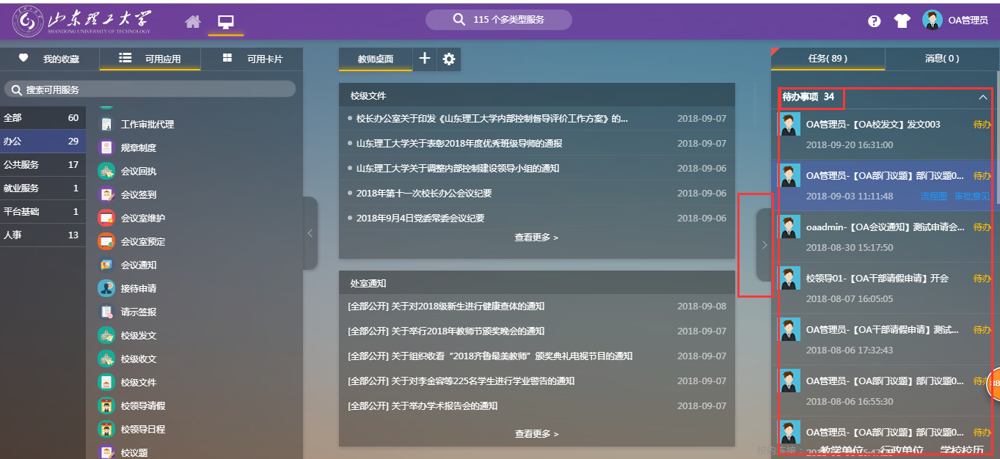 山东理工大学
SHANDONG UNIVERSITY OF TECHNOLOGY
115 个多类型服务
OA管理员
我的收藏
可用应用
可用卡片
搜索可用服务
全部 60
办公 29
公共服务 17
就业服务 1
平台基础 1
人事 13
工作审批代理
规章制度
会议回执
会议签到
会议室维护
会议室预定
会议通知
接待申请
请示签报
校级发文
校级收文
校级文件
校领导请假
校领导日程
校议题
教师桌面
校级文件
校长办公室关于印发《山东理工大学内部控制督导评价工作方案》的... 2018-09-07
山东理工大学关于表彰2018年度优秀班级导师的通报 2018-09-07
山东理工大学关于调整内部控制建设领导小组的通知 2018-09-06
2018年第十一次校长办公会议纪要 2018-09-06
2018年9月4日党委常委会议纪要 2018-09-06
查看更多 >
处室通知
[全部公开] 关于对2018级新生进行健康查体的通知 2018-09-08
[全部公开] 关于举行2018年教师节颁奖晚会的通知 2018-09-07
[全部公开] 关于组织收看“2018齐鲁最美教师”颁奖典礼电视节目的通知 2018-09-07
[全部公开] 关于对李金容等225名学生进行学业警告的通知 2018-09-07
[全部公开] 关于举办学术报告会的通知 2018-09-07
查看更多 >
任务( 89 )
消息( 0 )
待办事项 34
OA管理员-【OA校发文】发文003 待办
2018-09-20 16:31:00
OA管理员-【OA部门议题】部门议题0... 待办
2018-09-03 11:11:48 流程图 审批意见
oaadmin-【OA会议通知】测试申请会... 待办
2018-08-30 15:17:50
校领导01-【OA干部请假申请】开会 待办
2018-08-07 16:05:05
OA管理员-【OA干部请假申请】测试... 待办
2018-08-06 17:32:43
OA管理员-【OA部门议题】部门议题0... 待办
2018-08-06 16:55:30
OA管理员-【OA部门议题】部门议题0... 待办
校内连接： 教学单位 行政单位 学校校历